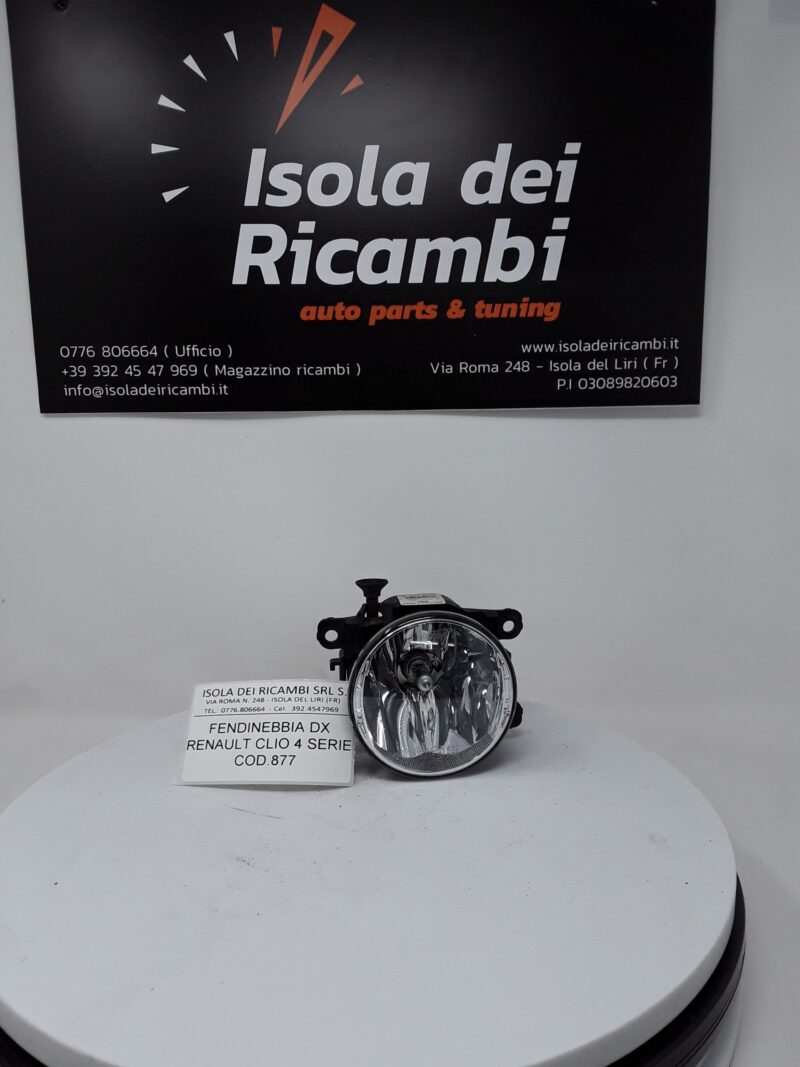 Isola dei
Ricambi
auto parts & tuning
0776 806664 ( Ufficio )
+39 392 45 47 969 ( Magazzino ricambi )
info@isoladeiricambi.it
www.isoladeiricambi.it
Via Roma 248 - Isola del Liri ( Fr )
P.I 03089820603
ISOLA DEI RICAMBI SRL S.
VIA ROMA N. 248 - ISOLA DEL LIRI (FR)
TEL. 0776.806664 - Cel. 392.4547969
FENDINEBBIA DX
RENAULT CLIO 4 SERIE
COD.877